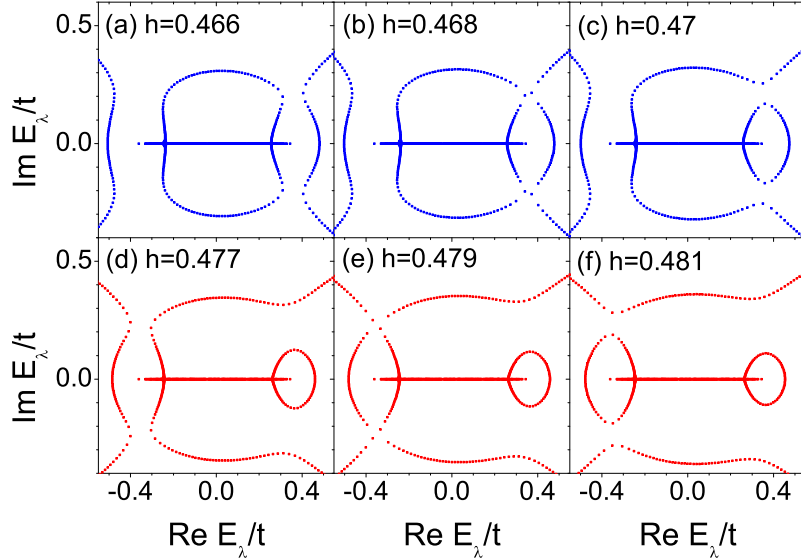 0.6
(a) h=0.466
(b) h=0.468
(c) h=0.47
0.0
Im E_λ/t
0.5
(d) h=0.477
(e) h=0.479
(f) h=0.481
0.0
Im E_λ/t
-0.4 0.0 0.4
-0.4 0.0 0.4
-0.4 0.0 0.4
Re E_λ/t
Re E_λ/t
Re E_λ/t